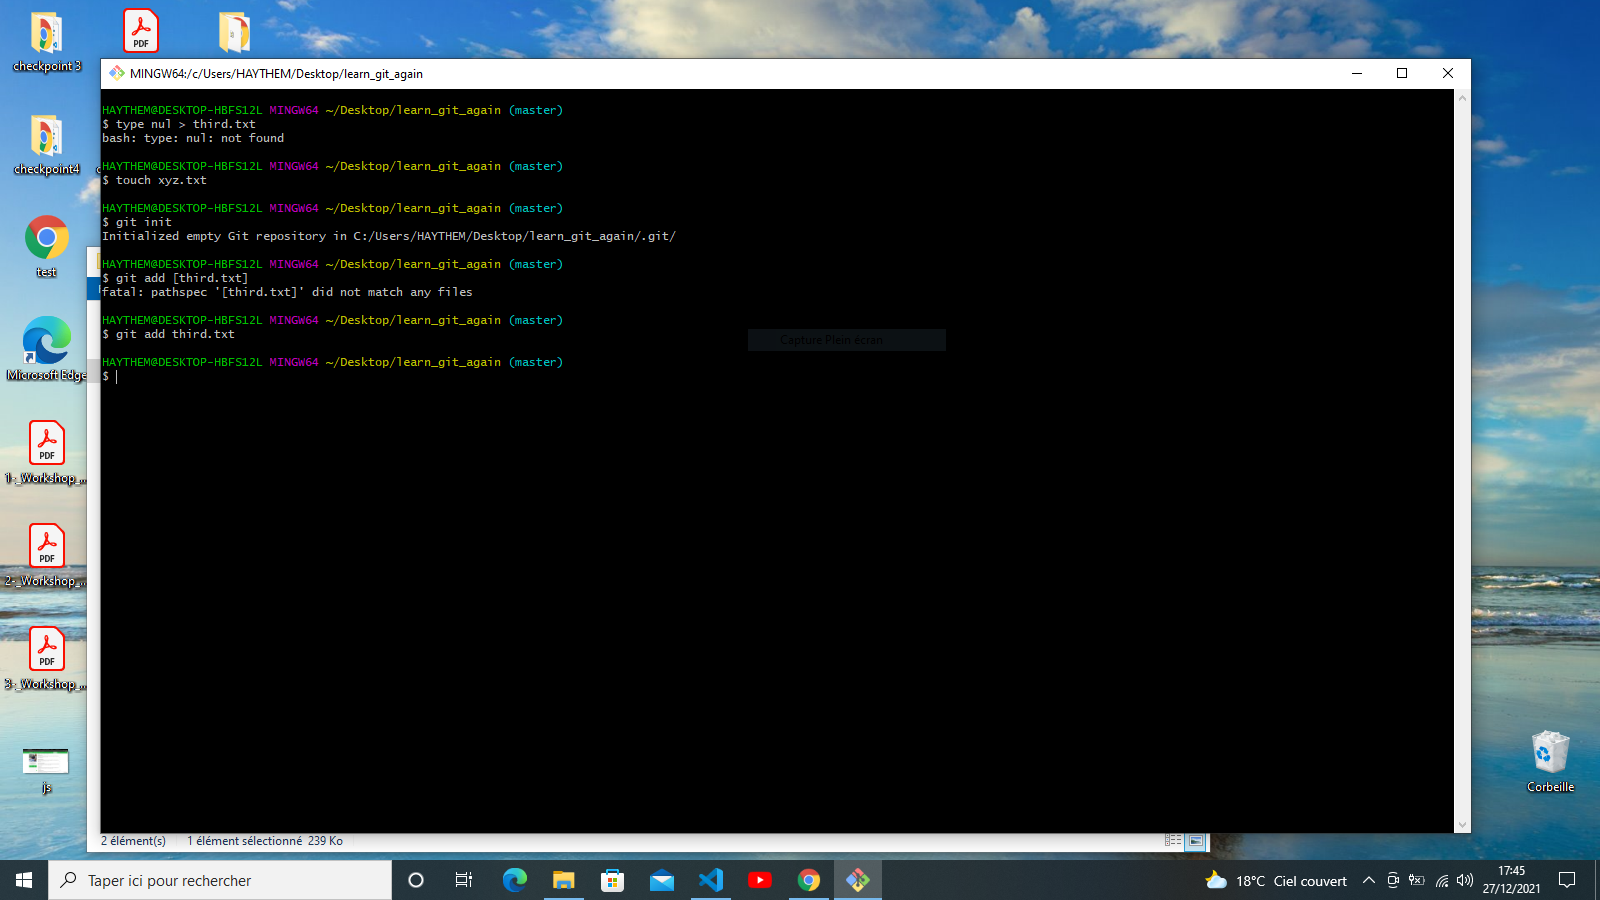 checkpoint 3
PDF
MINGW64:/c/Users/HAYTHEM/Desktop/learn_git_again
HAYTHEM@DESKTOP-HBFS12L MINGW64 ~/Desktop/learn_git_again (master)
$ type nul > third.txt
bash: type: nul: not found
HAYTHEM@DESKTOP-HBFS12L MINGW64 ~/Desktop/learn_git_again (master)
$ touch xyz.txt
HAYTHEM@DESKTOP-HBFS12L MINGW64 ~/Desktop/learn_git_again (master)
$ git init
Initialized empty Git repository in C:/Users/HAYTHEM/Desktop/learn_git_again/.git/
HAYTHEM@DESKTOP-HBFS12L MINGW64 ~/Desktop/learn_git_again (master)
$ git add [third.txt]
fatal: pathspec '[third.txt]' did not match any files
HAYTHEM@DESKTOP-HBFS12L MINGW64 ~/Desktop/learn_git_again (master)
$ git add third.txt
HAYTHEM@DESKTOP-HBFS12L MINGW64 ~/Desktop/learn_git_again (master)
$
Capture Plein écran
checkpoint4
test
Microsoft Edge
PDF
1-_Workshop_...
PDF
2-_Workshop_...
PDF
3-_Workshop_...
js
Corbeille
2 élément(s) 1 élément sélectionné 239 Ko
Taper ici pour rechercher
18°C Ciel couvert
17:45
27/12/2021